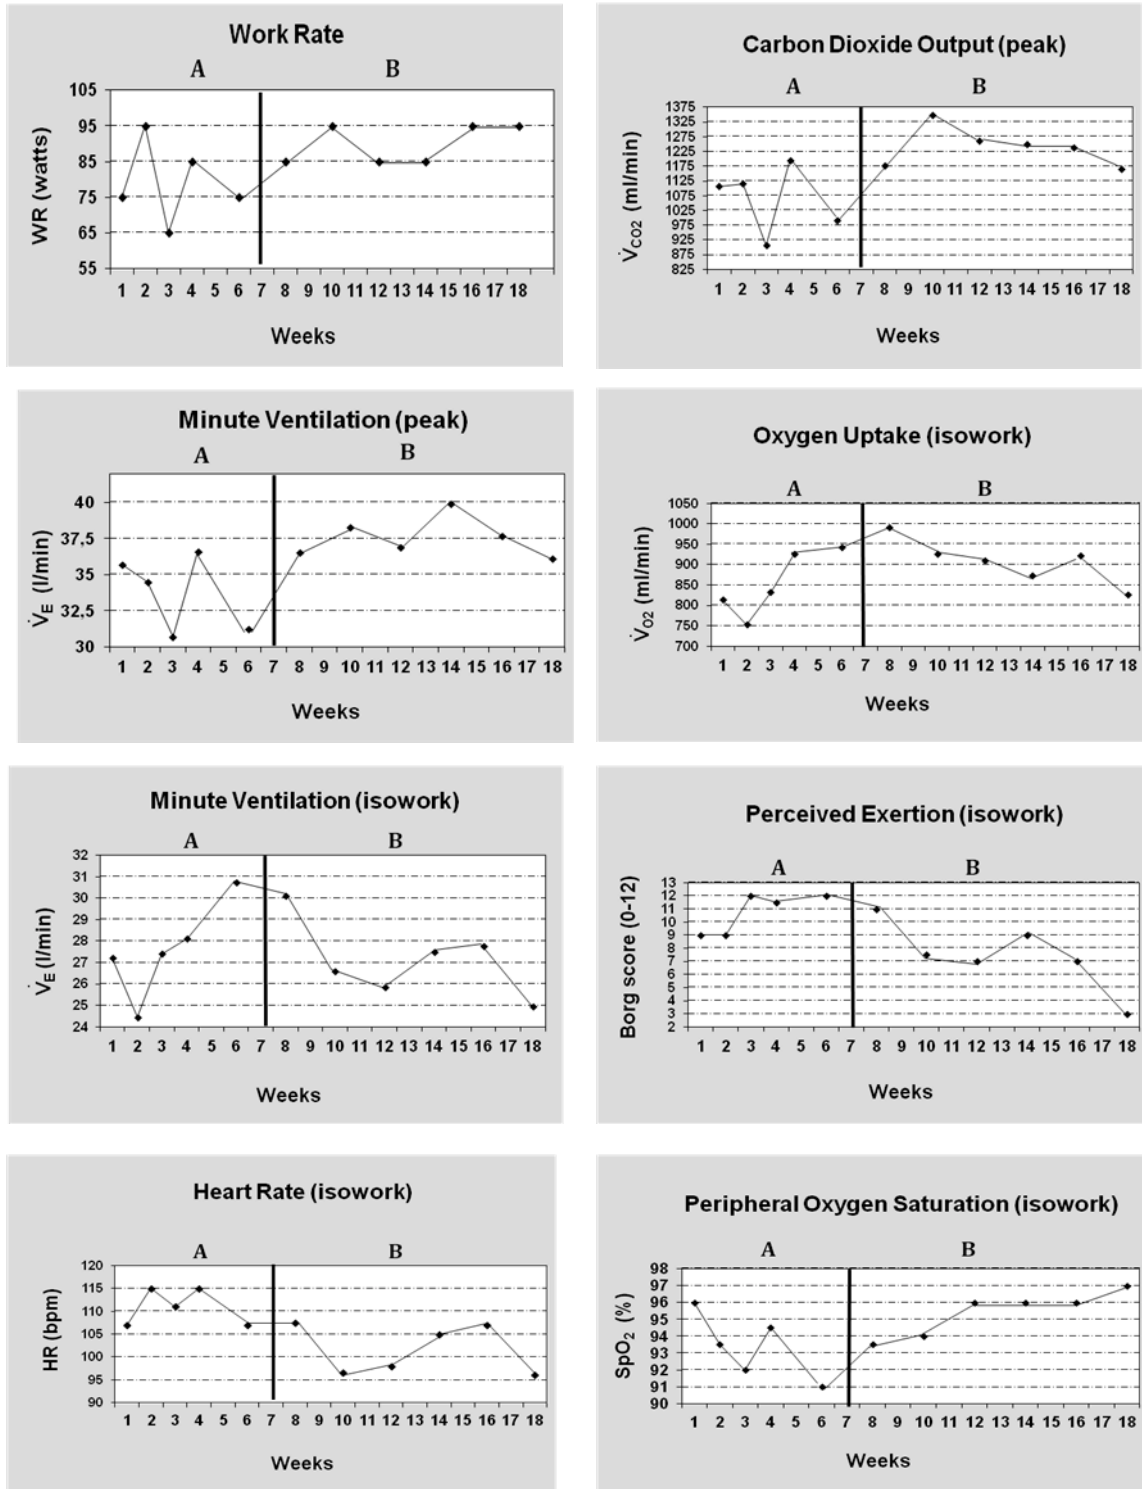 Work Rate
A B
WR (watts)
105
95
85
75
65
55
1 2 3 4 5 6 7 8 9 10 11 12 13 14 15 16 17 18
Weeks
Carbon Dioxide Output (peak)
A B
V̇CO2 (ml/min)
1375
1325
1275
1225
1175
1125
1075
1025
975
925
875
825
1 2 3 4 5 6 7 8 9 10 11 12 13 14 15 16 17 18
Weeks
Minute Ventilation (peak)
A B
V̇E (l/min)
40
37,5
35
32,5
30
1 2 3 4 5 6 7 8 9 10 11 12 13 14 15 16 17 18
Weeks
Oxygen Uptake (isowork)
A B
V̇O2 (ml/min)
1050
1000
950
900
850
800
750
700
1 2 3 4 5 6 7 8 9 10 11 12 13 14 15 16 17 18
Weeks
Minute Ventilation (isowork)
A B
V̇E (l/min)
32
31
30
29
28
27
26
25
24
1 2 3 4 5 6 7 8 9 10 11 12 13 14 15 16 17 18
Weeks
Perceived Exertion (isowork)
A B
Borg score (0-12)
13
12
11
10
9
8
7
6
5
4
3
2
1 2 3 4 5 6 7 8 9 10 11 12 13 14 15 16 17 18
Weeks
Heart Rate (isowork)
A B
HR (bpm)
120
115
110
105
100
95
90
1 2 3 4 5 6 7 8 9 10 11 12 13 14 15 16 17 18
Weeks
Peripheral Oxygen Saturation (isowork)
A B
SpO2 (%)
98
97
96
95
94
93
92
91
90
1 2 3 4 5 6 7 8 9 10 11 12 13 14 15 16 17 18
Weeks